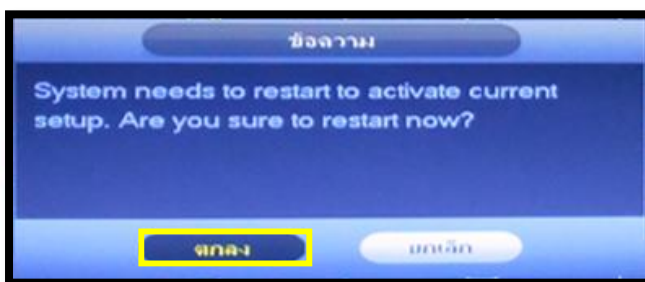 ข้อความ
System needs to restart to activate current
setup. Are you sure to restart now?
ตกลง
ยกเลิก